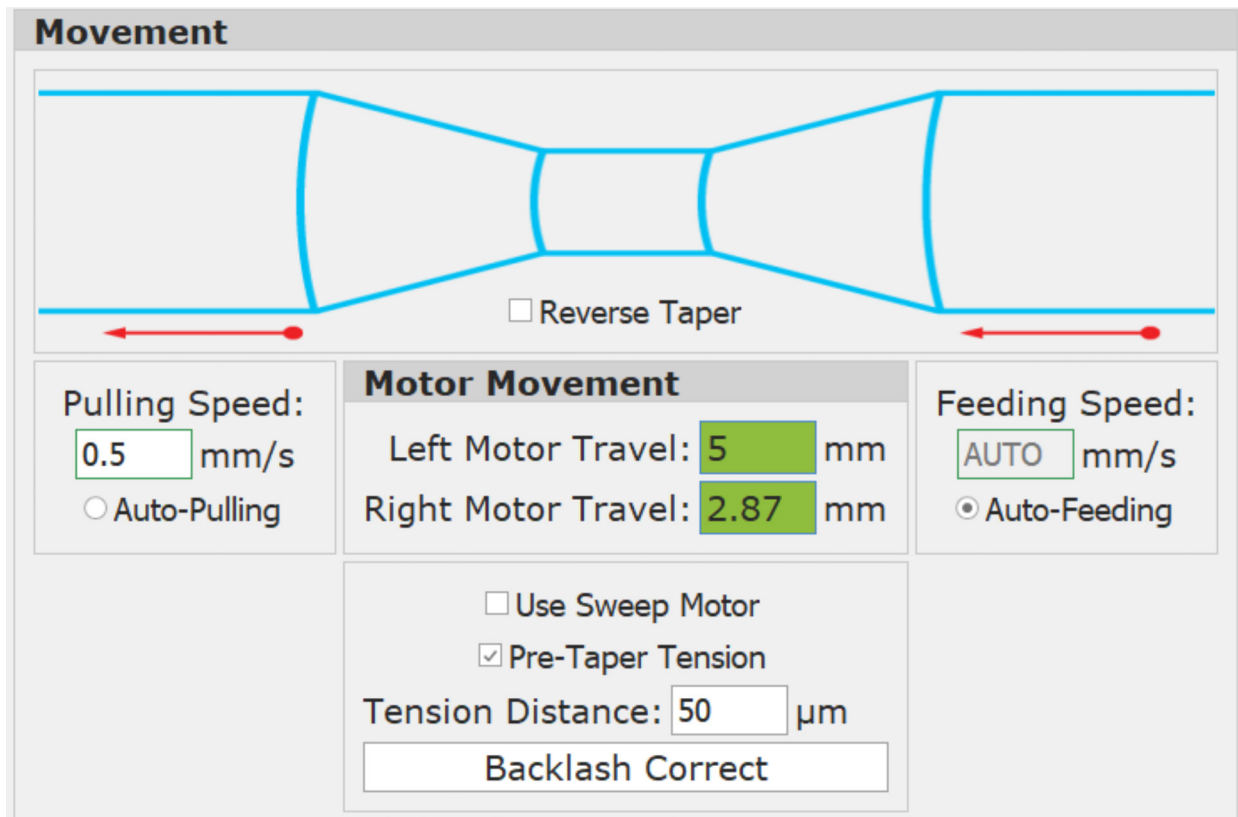 Movement
Reverse Taper
Pulling Speed:
0.5 mm/s
Auto-Pulling
Motor Movement
Left Motor Travel: 5 mm
Right Motor Travel: 2.87 mm
Feeding Speed:
AUTO mm/s
Auto-Feeding
Use Sweep Motor
Pre-Taper Tension
Tension Distance: 50 µm
Backlash Correct